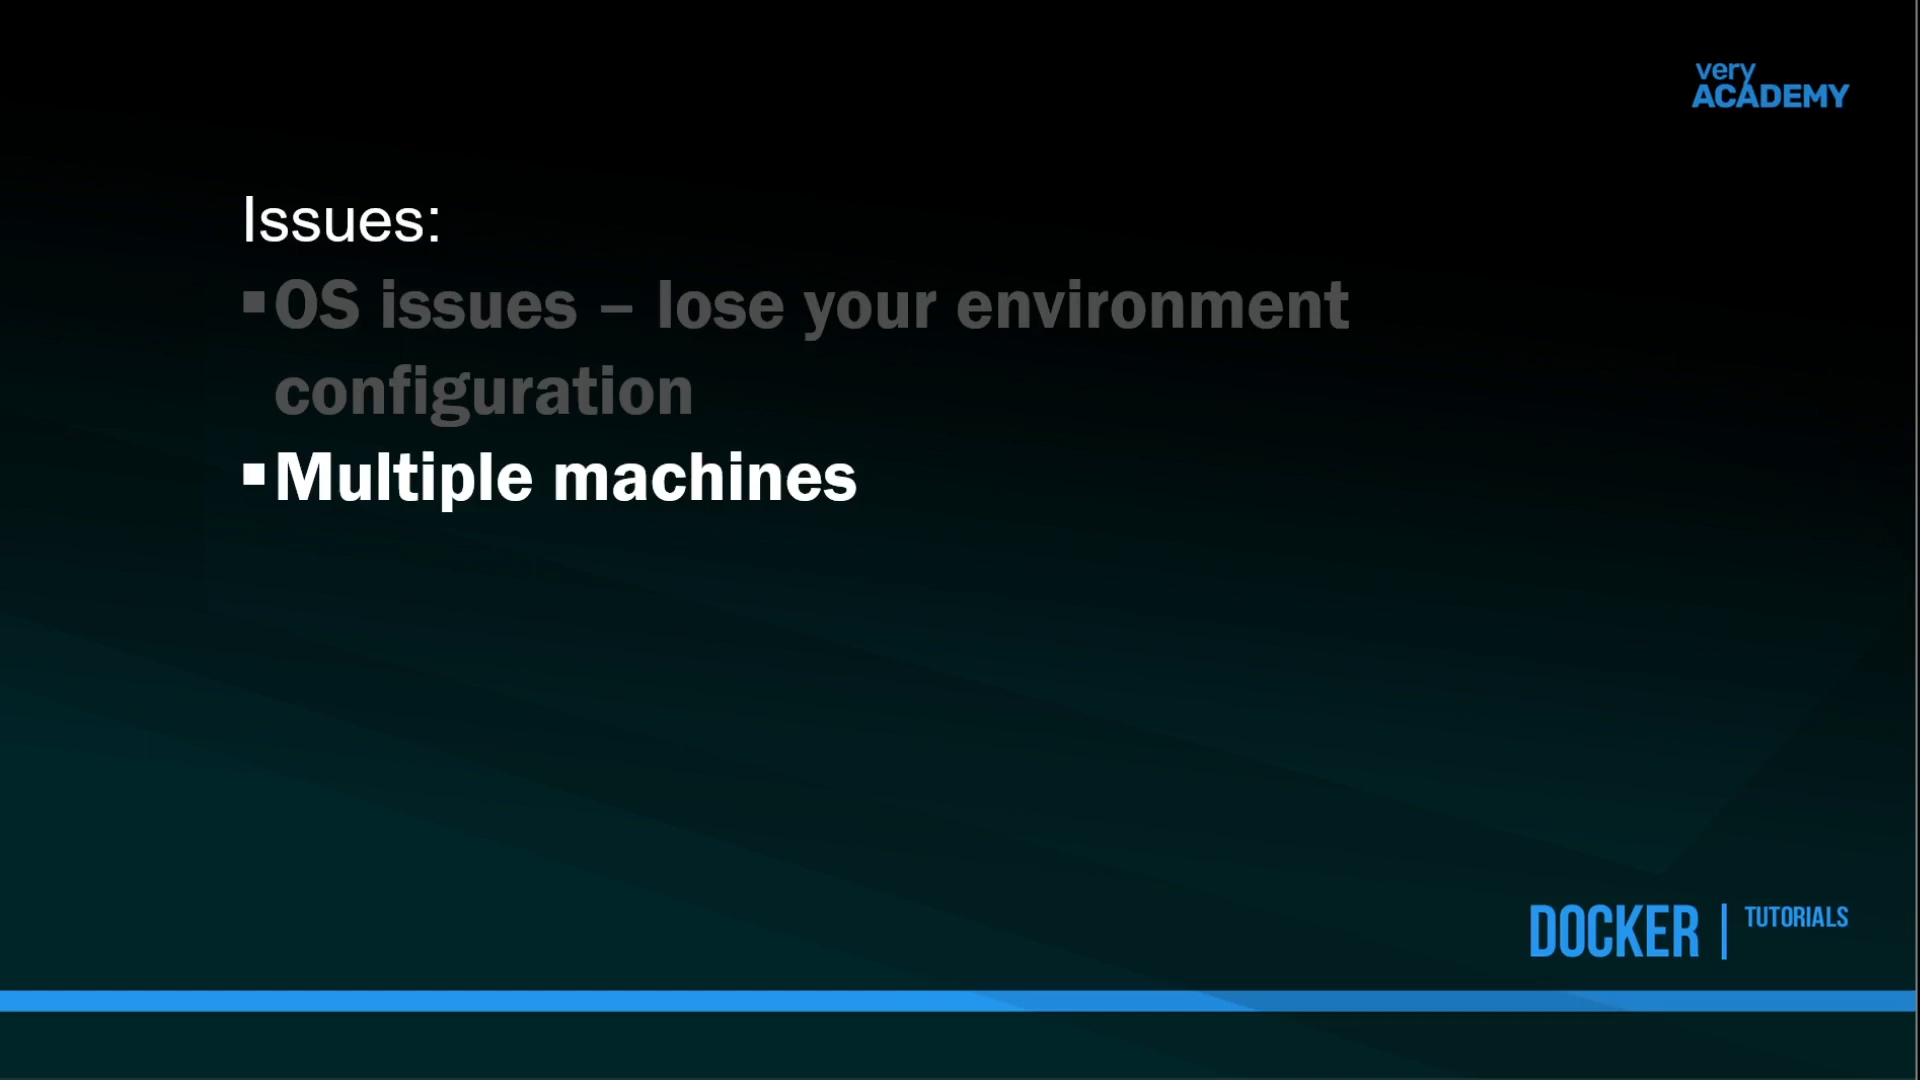 very
ACADEMY
Issues:
▪OS issues – lose your environment
configuration
▪Multiple machines
DOCKER | TUTORIALS